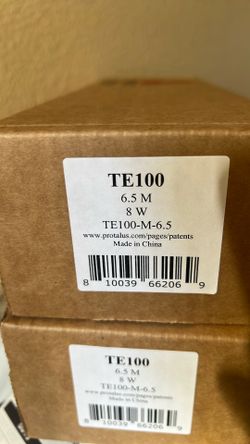 TE100
6.5 M
8 W
TE100-M-6.5
www.protalus.com/pages/patents
Made in China
8 10039 66206 9
TE100
6.5 M
8 W
TE100-M-6.5
www.protalus.com/pages/patents
Made in China
8 10039 66206 9